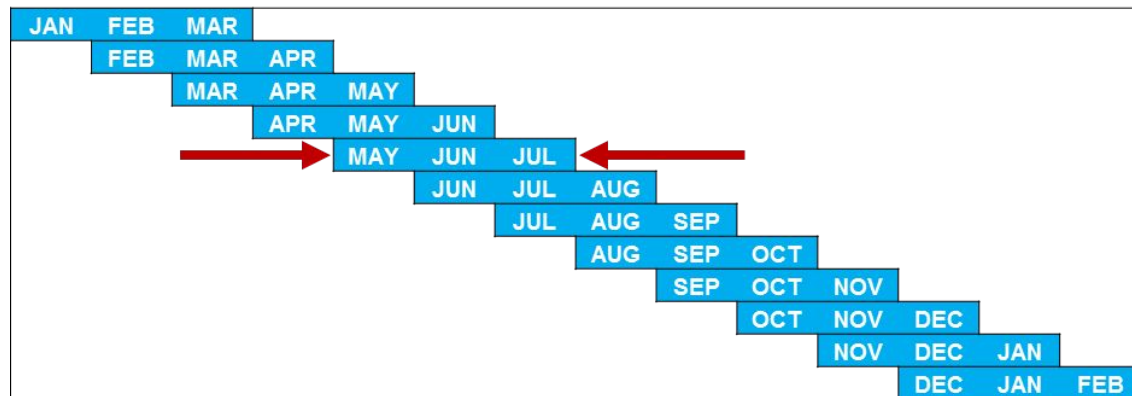 JAN FEB MAR
FEB MAR APR
MAR APR MAY
APR MAY JUN
MAY JUN JUL
JUN JUL AUG
JUL AUG SEP
AUG SEP OCT
SEP OCT NOV
OCT NOV DEC
NOV DEC JAN
DEC JAN FEB